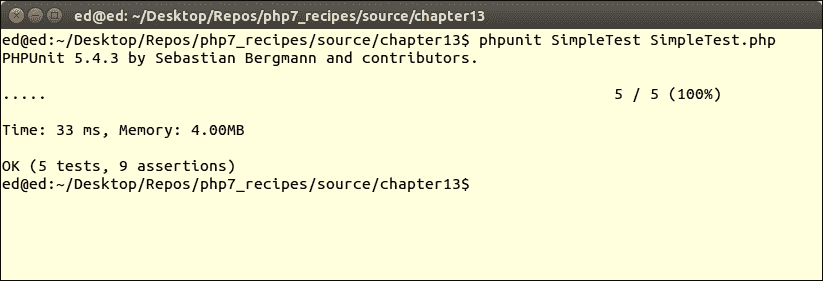 ed@ed: ~/Desktop/Repos/php7_recipes/source/chapter13
ed@ed:~/Desktop/Repos/php7_recipes/source/chapter13$ phpunit SimpleTest SimpleTest.php
PHPUnit 5.4.3 by Sebastian Bergmann and contributors.
..... 5 / 5 (100%)
Time: 33 ms, Memory: 4.00MB
OK (5 tests, 9 assertions)
ed@ed:~/Desktop/Repos/php7_recipes/source/chapter13$